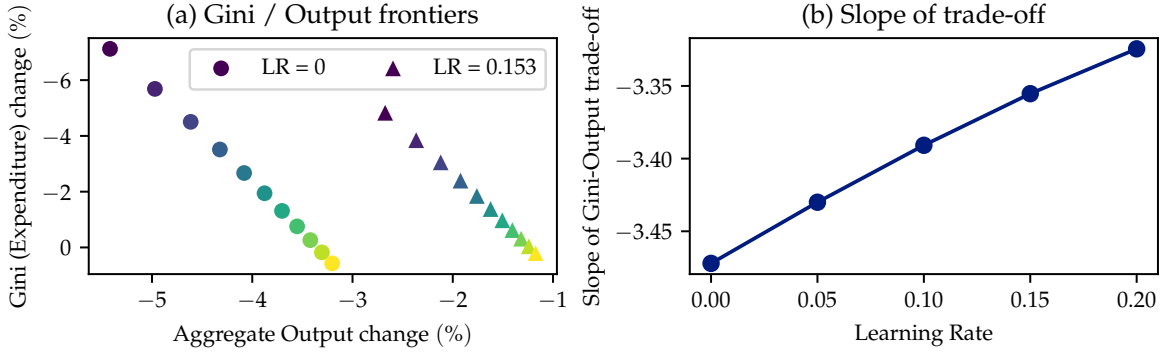 (a) Gini / Output frontiers
Gini (Expenditure) change (%)
−6
−4
−2
0
LR = 0
LR = 0.153
−5
−4
−3
−2
−1
Aggregate Output change (%)
(b) Slope of trade-off
Slope of Gini-Output trade-off
−3.35
−3.40
−3.45
0.00
0.05
0.10
0.15
0.20
Learning Rate